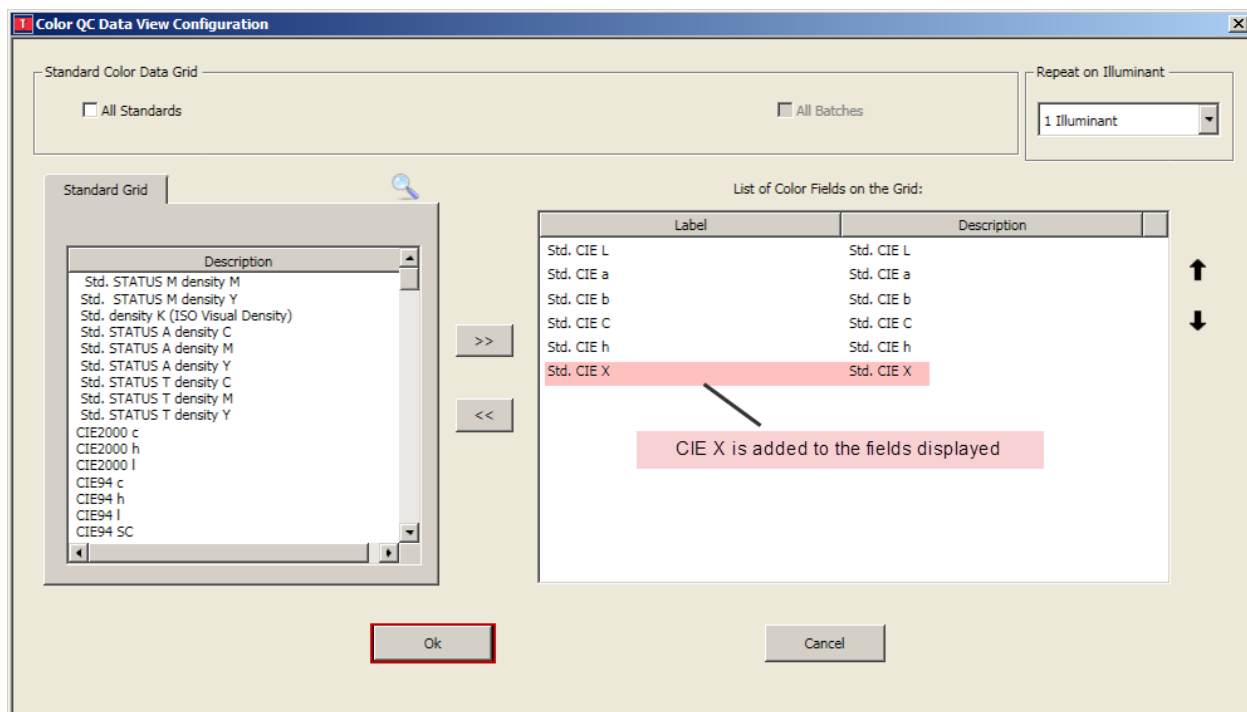 T Color QC Data View Configuration
Standard Color Data Grid
All Standards
All Batches
Repeat on Illuminant
1 Illuminant
Standard Grid
Description
Std. STATUS M density M
Std. STATUS M density Y
Std. density K (ISO Visual Density)
Std. STATUS A density C
Std. STATUS A density M
Std. STATUS A density Y
Std. STATUS T density C
Std. STATUS T density M
Std. STATUS T density Y
CIE2000 c
CIE2000 h
CIE2000 l
CIE94 c
CIE94 h
CIE94 l
CIE94 SC
>>
<<
List of Color Fields on the Grid:
Label Description
Std. CIE L Std. CIE L
Std. CIE a Std. CIE a
Std. CIE b Std. CIE b
Std. CIE C Std. CIE C
Std. CIE h Std. CIE h
Std. CIE X Std. CIE X
CIE X is added to the fields displayed
Ok
Cancel